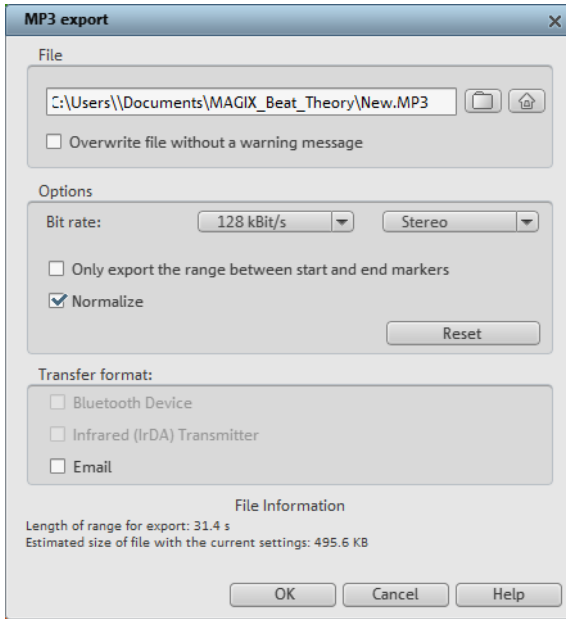 MP3 export
File
C:\Users\\Documents\MAGIX_Beat_Theory\New.MP3
Overwrite file without a warning message
Options
Bit rate: 128 kBit/s Stereo
Only export the range between start and end markers
Normalize
Reset
Transfer format:
Bluetooth Device
Infrared (IrDA) Transmitter
Email
File Information
Length of range for export: 31.4 s
Estimated size of file with the current settings: 495.6 KB
OK Cancel Help